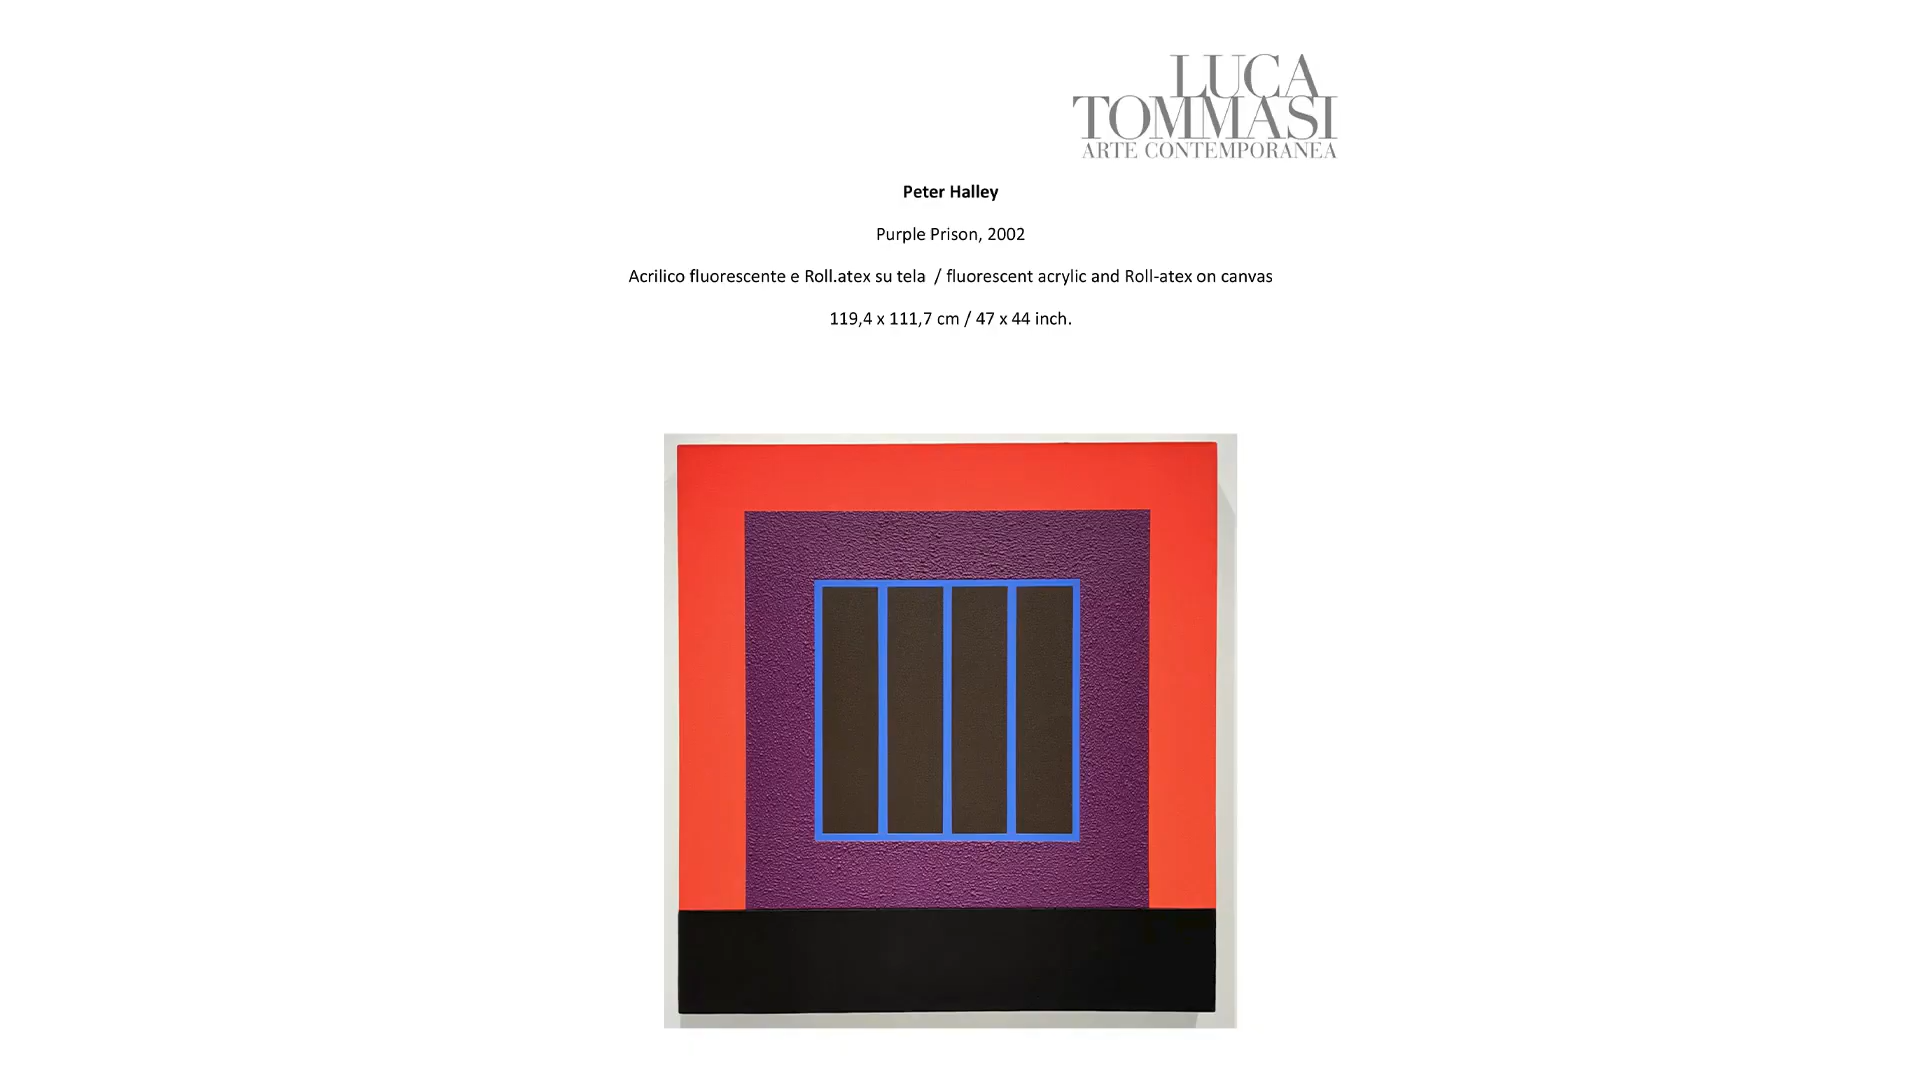 LUCA
TOMMASI
ARTE CONTEMPORANEA
Peter Halley
Purple Prison, 2002
Acrilico fluorescente e Roll.atex su tela / fluorescent acrylic and Roll-atex on canvas
119,4 x 111,7 cm / 47 x 44 inch.